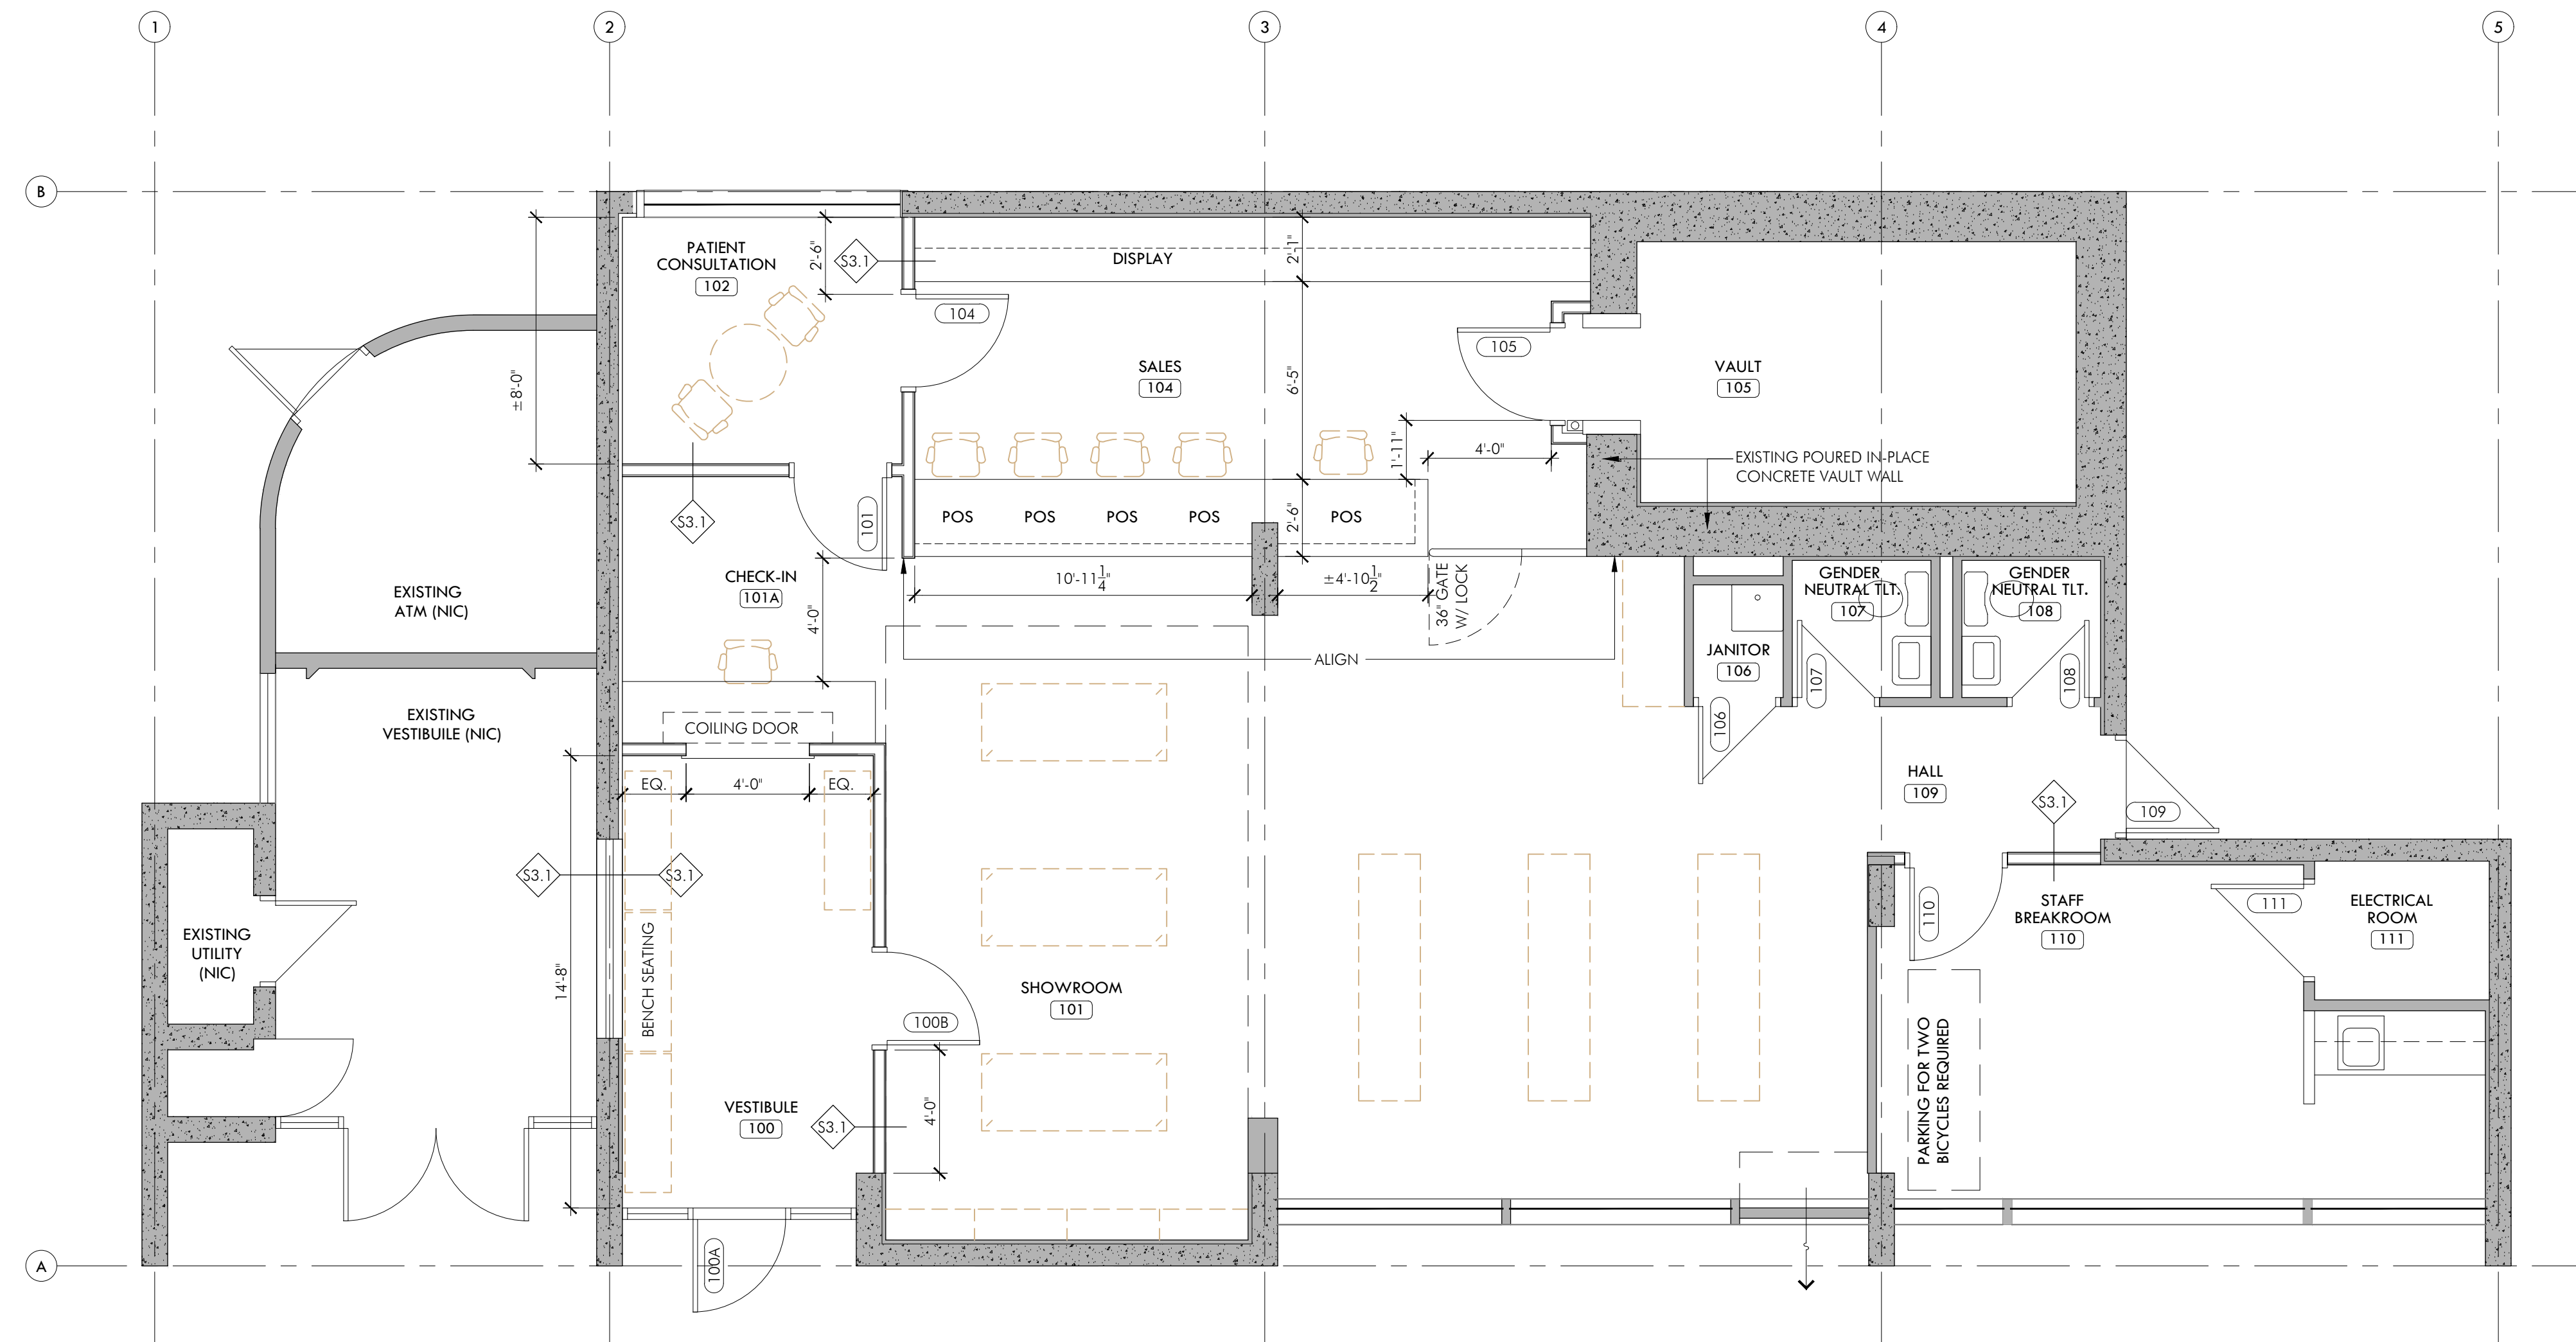 1
2
3
4
5
B
PATIENT
CONSULTATION
102
2'-6"
S3.1
DISPLAY
2'-1"
104
±8'-0"
SALES
104
6'-5"
105
VAULT
105
1'-11"
4'-0"
EXISTING POURED IN-PLACE
CONCRETE VAULT WALL
S3.1
101
POS
POS
POS
POS
POS
2'-6"
CHECK-IN
101A
4'-0"
10'-11 1/4"
±4'-10 1/2"
36" GATE
W/ LOCK
GENDER
NEUTRAL TLT.
107
GENDER
NEUTRAL TLT.
108
EXISTING
ATM (NIC)
ALIGN
JANITOR
106
107
108
106
EXISTING
VESTIBUILE (NIC)
COILING DOOR
EQ.
4'-0"
EQ.
HALL
109
S3.1
109
S3.1
S3.1
EXISTING
UTILITY
(NIC)
14'-8"
BENCH SEATING
SHOWROOM
101
100B
110
STAFF
BREAKROOM
110
111
ELECTRICAL
ROOM
111
VESTIBULE
100
S3.1
4'-0"
PARKING FOR TWO
BICYCLES REQUIRED
A
100A